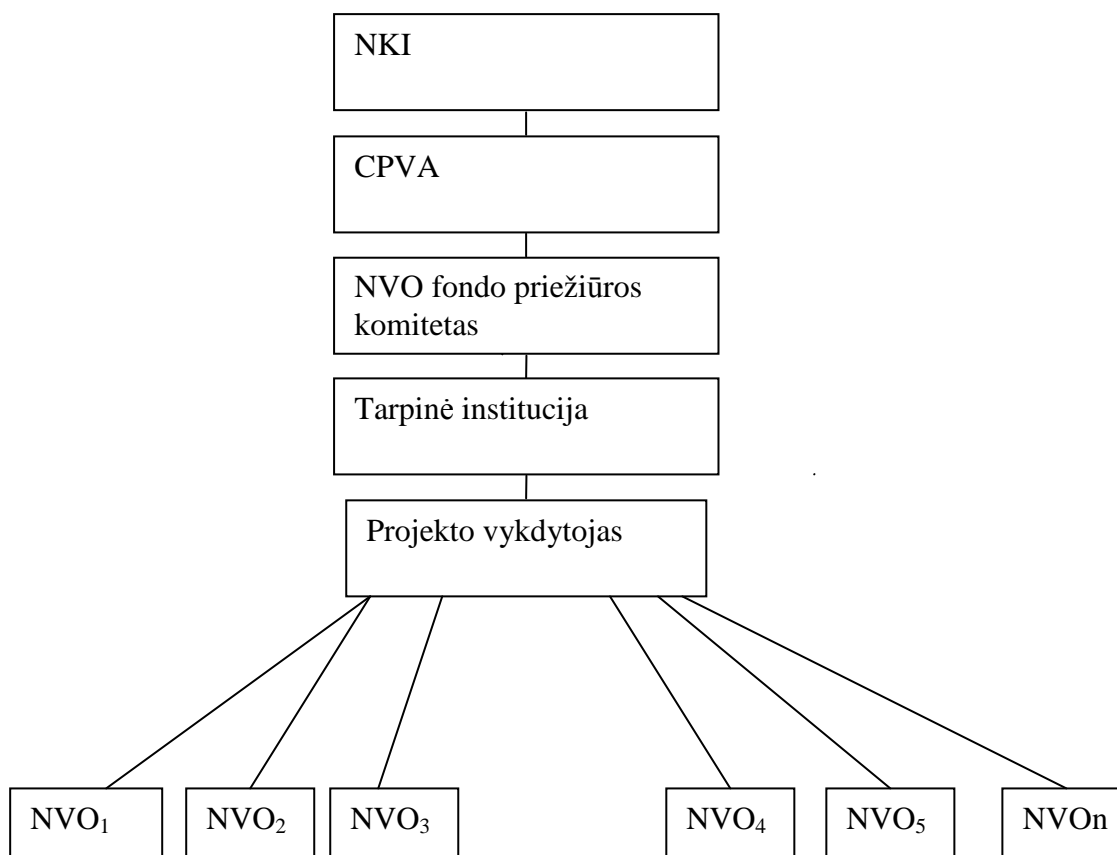 NKI
CPVA
NVO fondo priežiūros
komitetas
Tarpinė institucija
Projekto vykdytojas
NVO₁
NVO₂
NVO₃
NVO₄
NVO₅
NVOn